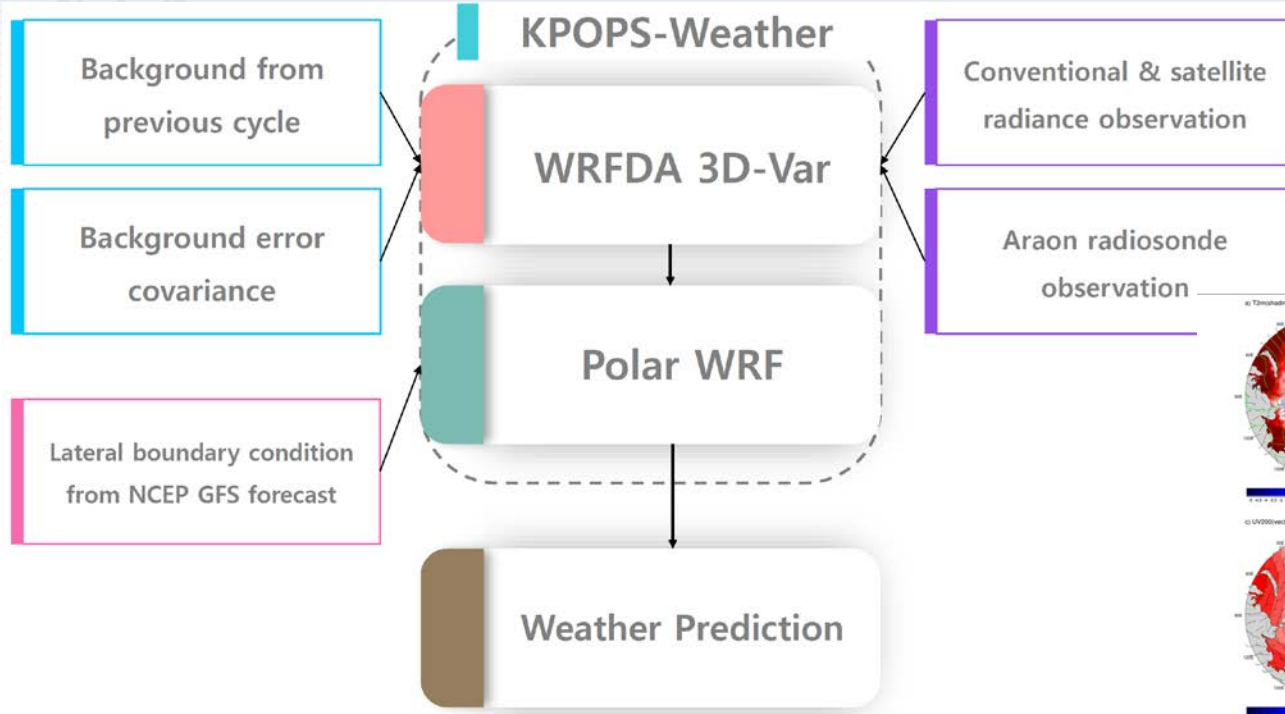 KPOPS-Weather
Background from
previous cycle
Background error
covariance
Lateral boundary condition
from NCEP GFS forecast
WRFDA 3D-Var
Polar WRF
Weather Prediction
Conventional & satellite
radiance observation
Araon radiosonde
observation